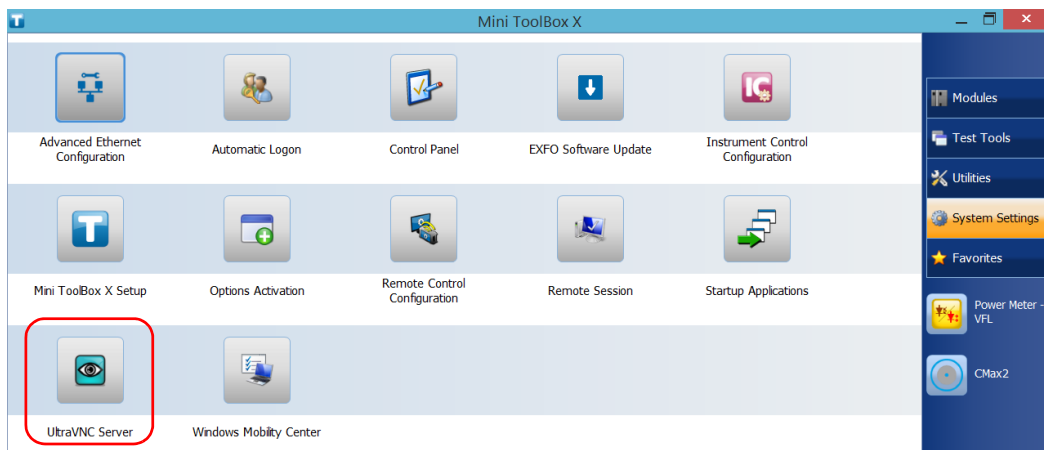 Mini ToolBox X
Advanced Ethernet
Configuration
Automatic Logon
Control Panel
EXFO Software Update
Instrument Control
Configuration
Mini ToolBox X Setup
Options Activation
Remote Control
Configuration
Remote Session
Startup Applications
UltraVNC Server
Windows Mobility Center
Modules
Test Tools
Utilities
System Settings
Favorites
Power Meter -
VFL
CMax2
T
IC
T